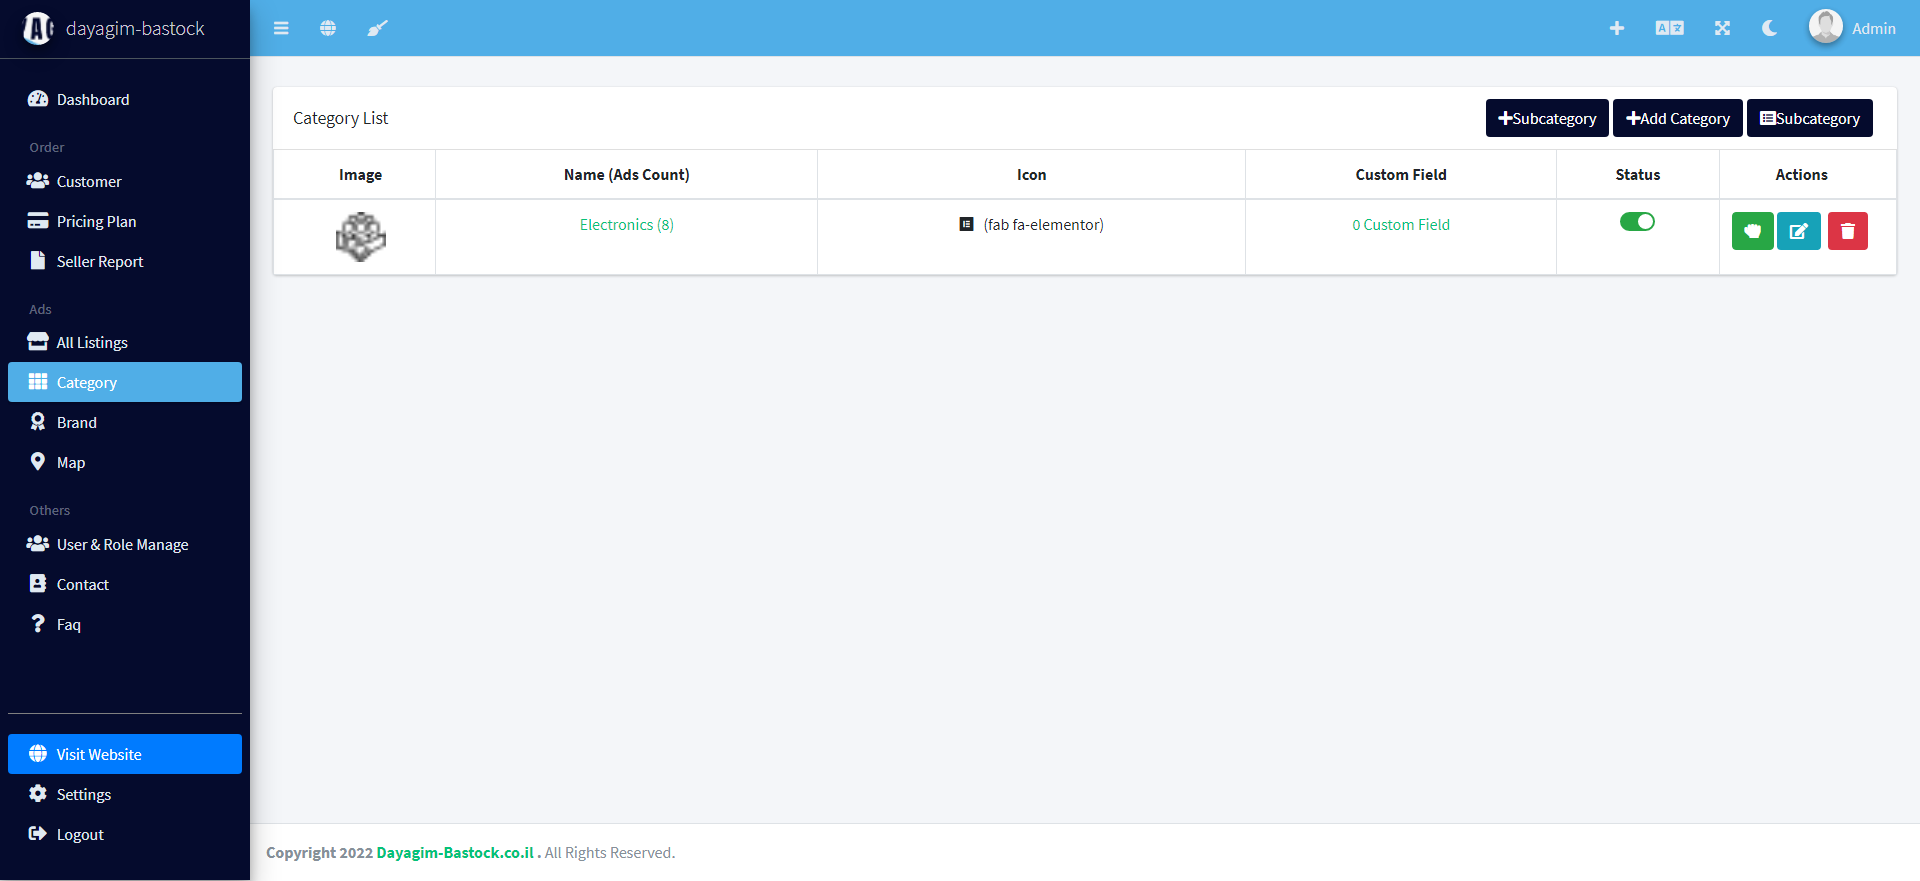 dayagim-bastock
Admin
Dashboard
Order
Customer
Pricing Plan
Seller Report
Ads
All Listings
Category
Brand
Map
Others
User & Role Manage
Contact
Faq
Visit Website
Settings
Logout
Category List
Subcategory
Add Category
Subcategory
Image
Name (Ads Count)
Icon
Custom Field
Status
Actions
Electronics (8)
(fab fa-elementor)
0 Custom Field
Copyright 2022 Dayagim-Bastock.co.il . All Rights Reserved.